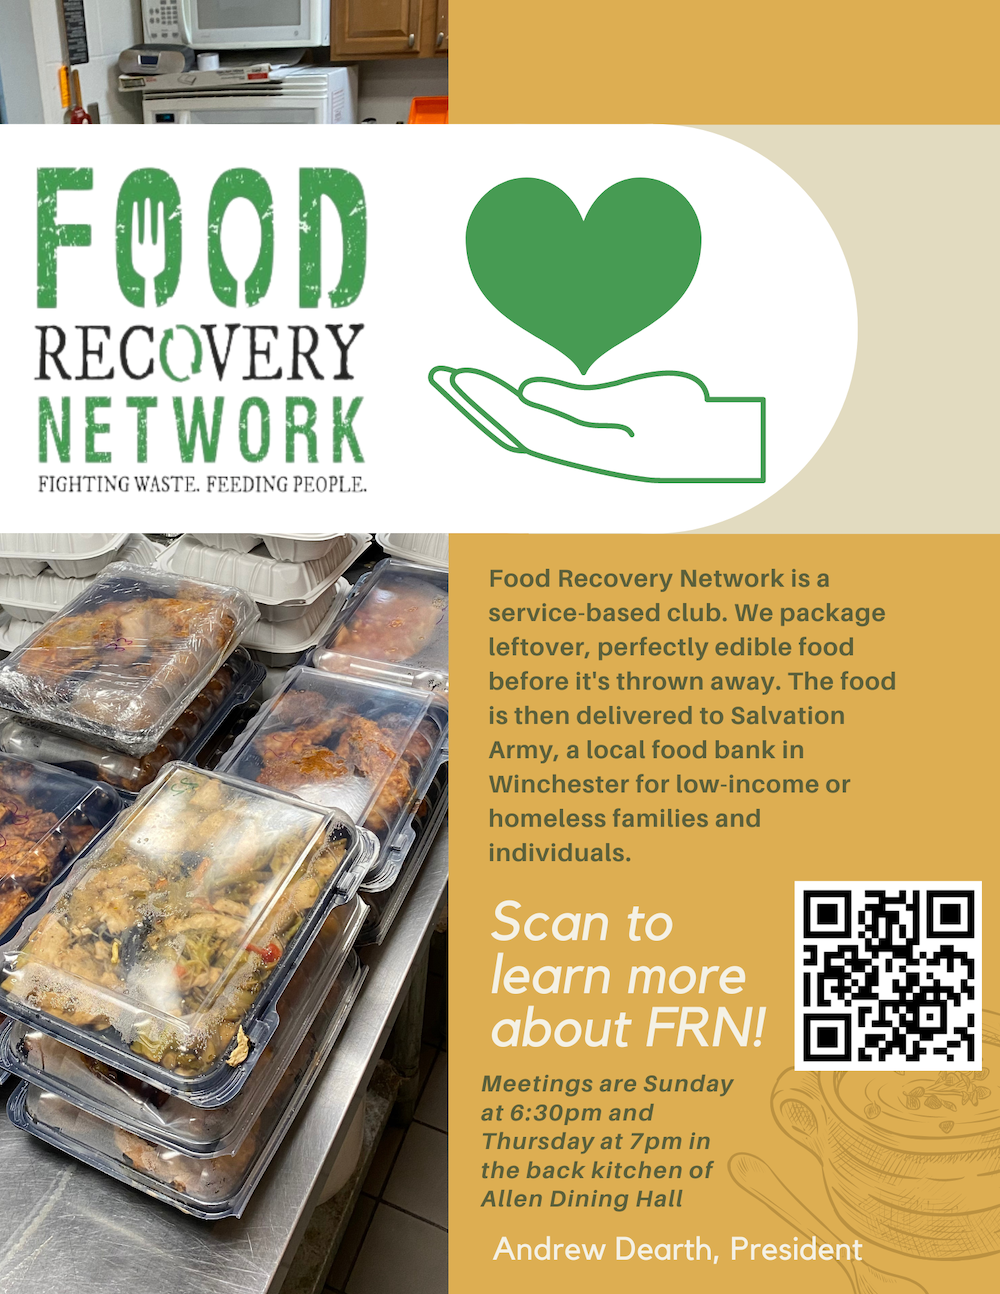 FOOD
RECOVERY
NETWORK
FIGHTING WASTE. FEEDING PEOPLE.
Food Recovery Network is a
service-based club. We package
leftover, perfectly edible food
before it's thrown away. The food
is then delivered to Salvation
Army, a local food bank in
Winchester for low-income or
homeless families and
individuals.
Scan to
learn more
about FRN!
Meetings are Sunday
at 6:30pm and
Thursday at 7pm in
the back kitchen of
Allen Dining Hall
Andrew Dearth, President